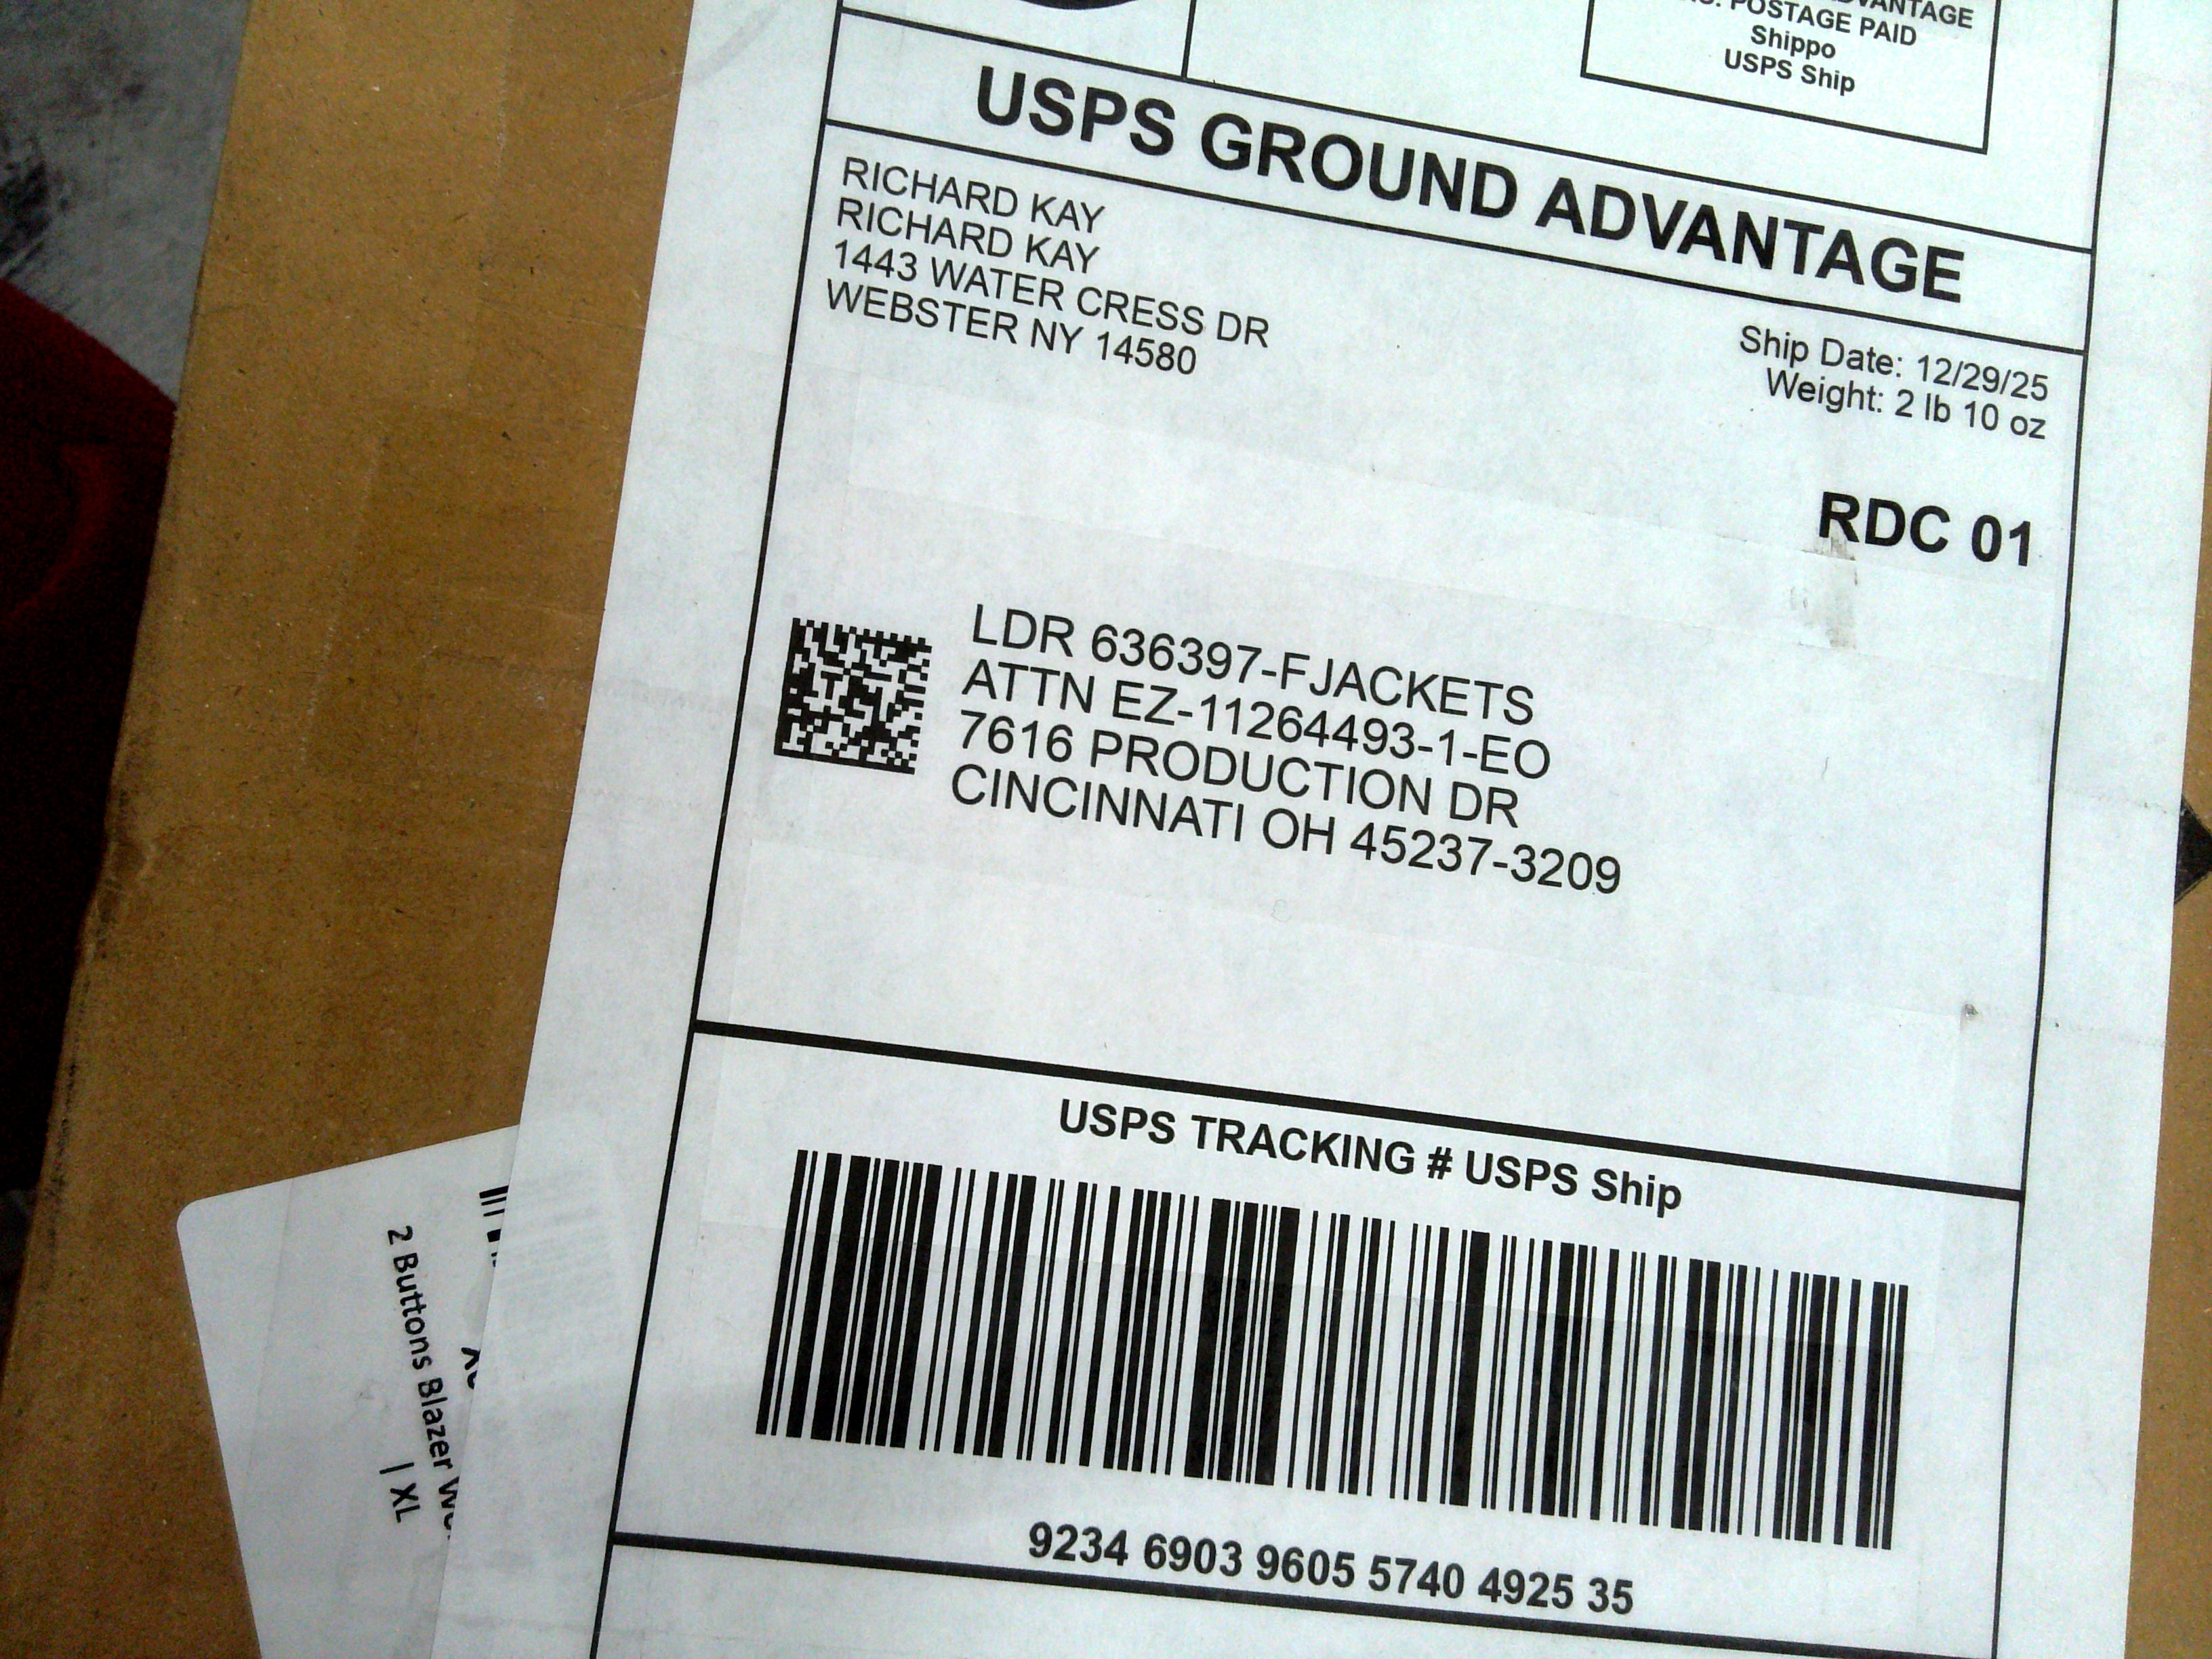 ADVANTAGE
POSTAGE PAID
Shippo
USPS Ship
USPS GROUND ADVANTAGE
RICHARD KAY
RICHARD KAY
1443 WATER CRESS DR
WEBSTER NY 14580
Ship Date: 12/29/25
Weight: 2 lb 10 oz
RDC 01
LDR 636397-FJACKETS
ATTN EZ-11264493-1-EO
7616 PRODUCTION DR
CINCINNATI OH 45237-3209
USPS TRACKING # USPS Ship
9234 6903 9605 5740 4925 35
2 Buttons Blazer
| XL